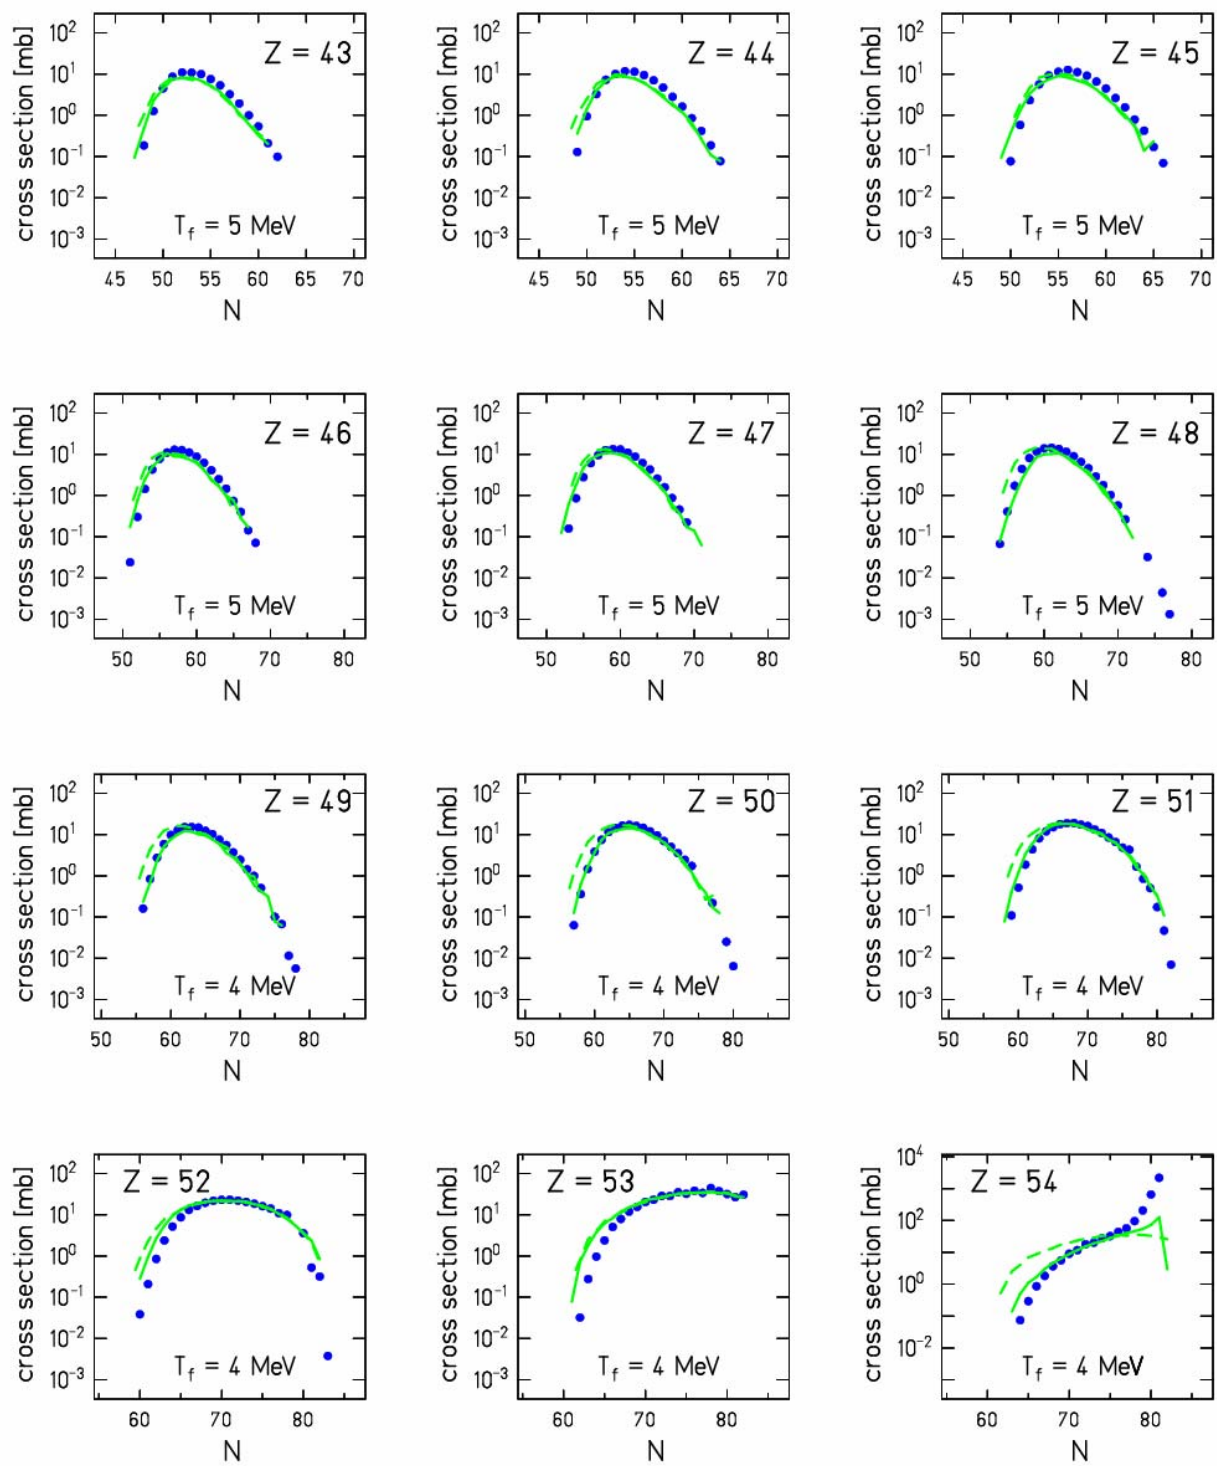 cross section [mb]
10²
10¹
10⁰
10⁻¹
10⁻²
10⁻³
Z = 43
T_f = 5 MeV
45 50 55 60 65 70
N
cross section [mb]
10²
10¹
10⁰
10⁻¹
10⁻²
10⁻³
Z = 44
T_f = 5 MeV
45 50 55 60 65 70
N
cross section [mb]
10²
10¹
10⁰
10⁻¹
10⁻²
10⁻³
Z = 45
T_f = 5 MeV
45 50 55 60 65 70
N
cross section [mb]
10²
10¹
10⁰
10⁻¹
10⁻²
10⁻³
Z = 46
T_f = 5 MeV
50 60 70 80
N
cross section [mb]
10²
10¹
10⁰
10⁻¹
10⁻²
10⁻³
Z = 47
T_f = 5 MeV
50 60 70 80
N
cross section [mb]
10²
10¹
10⁰
10⁻¹
10⁻²
10⁻³
Z = 48
T_f = 5 MeV
50 60 70 80
N
cross section [mb]
10²
10¹
10⁰
10⁻¹
10⁻²
10⁻³
Z = 49
T_f = 4 MeV
50 60 70 80
N
cross section [mb]
10²
10¹
10⁰
10⁻¹
10⁻²
10⁻³
Z = 50
T_f = 4 MeV
50 60 70 80
N
cross section [mb]
10²
10¹
10⁰
10⁻¹
10⁻²
10⁻³
Z = 51
T_f = 4 MeV
50 60 70 80
N
cross section [mb]
10²
10¹
10⁰
10⁻¹
10⁻²
10⁻³
Z = 52
T_f = 4 MeV
60 70 80
N
cross section [mb]
10²
10¹
10⁰
10⁻¹
10⁻²
10⁻³
Z = 53
T_f = 4 MeV
60 70 80
N
cross section [mb]
10⁴
10²
10⁰
10⁻²
Z = 54
T_f = 4 MeV
60 70 80
N